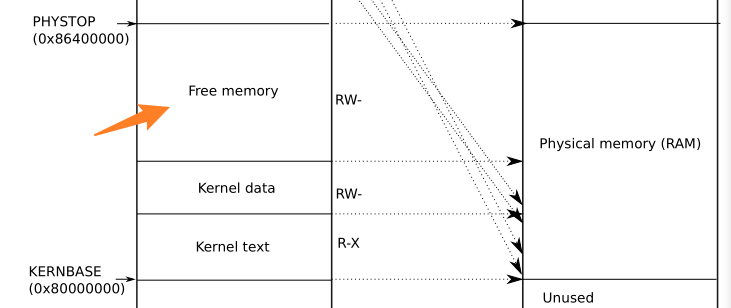 PHYSTOP
(0x86400000)
Free memory
RW-
Physical memory (RAM)
Kernel data
RW-
Kernel text
R-X
KERNBASE
(0x80000000)
Unused